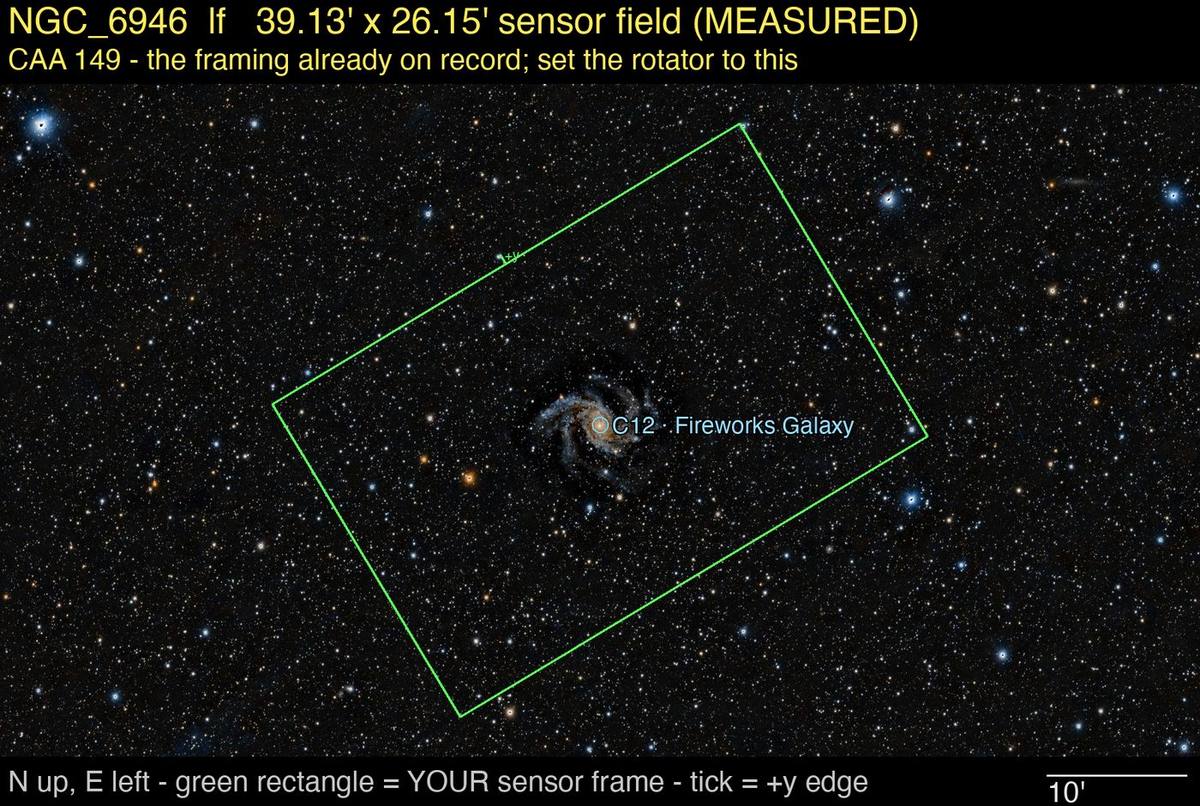 NGC_6946 lf 39.13' x 26.15' sensor field (MEASURED)
CAA 149 - the framing already on record; set the rotator to this
+y
C12 · Fireworks Galaxy
N up, E left - green rectangle = YOUR sensor frame - tick = +y edge
10'